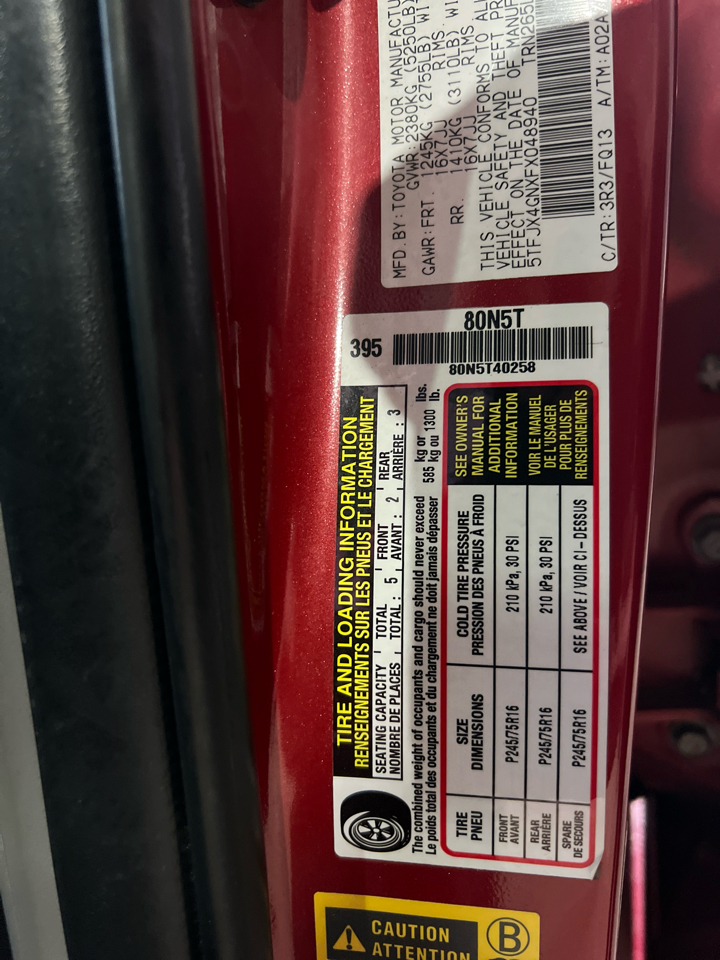 MFD. BY: TOYOTA MOTOR MANUFACTU
GVWR: 2380KG (5250LB)
GAWR: FRT. 1245KG (2755LB) WI
16X7JJ RIMS
RR. 1410KG (3110LB) WI
16X7JJ RIMS
THIS VEHICLE CONFORMS TO AL
VEHICLE SAFETY AND THEFT PR
EFFECT ON THE DATE OF MANUF
5TFJX4GNXFX048940 TRN265L
C/TR: 3R3/FQ13 A/TM: A02A
80N5T
395
80N5T40258
TIRE AND LOADING INFORMATION
RENSEIGNEMENTS SUR LES PNEUS ET LE CHARGEMENT
SEATING CAPACITY TOTAL 5 FRONT 2 REAR 3
NOMBRE DE PLACES TOTAL : AVANT : ARRIÈRE :
The combined weight of occupants and cargo should never exceed 585 kg or 1300 lbs.
Le poids total des occupants et du chargement ne doit jamais dépasser kg ou lb.
TIRE SIZE COLD TIRE PRESSURE
PNEU DIMENSIONS PRESSION DES PNEUS À FROID
FRONT
AVANT P245/75R16 210 kPa, 30 PSI
REAR
ARRIÈRE P245/75R16 210 kPa, 30 PSI
SPARE
DE SECOURS P245/75R16 SEE ABOVE / VOIR CI-DESSUS
SEE OWNER'S
MANUAL FOR
ADDITIONAL
INFORMATION
VOIR LE MANUEL
DE L'USAGER
POUR PLUS DE
RENSEIGNEMENTS
CAUTION
ATTENTION
B